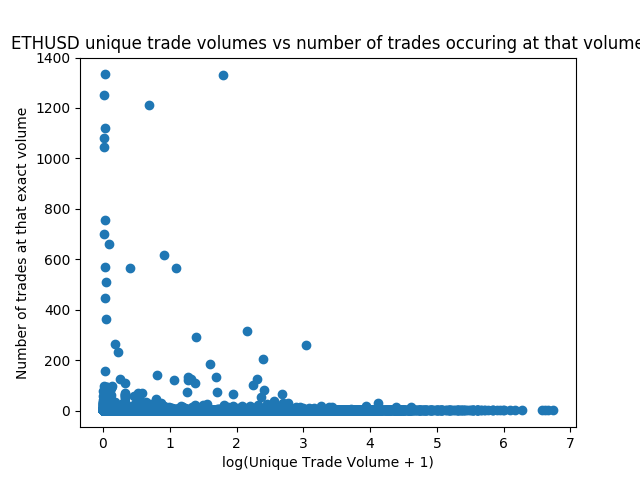 ETHUSD unique trade volumes vs number of trades occuring at that volume
1400
1200
1000
800
600
400
200
0
Number of trades at that exact volume
0 1 2 3 4 5 6 7
log(Unique Trade Volume + 1)